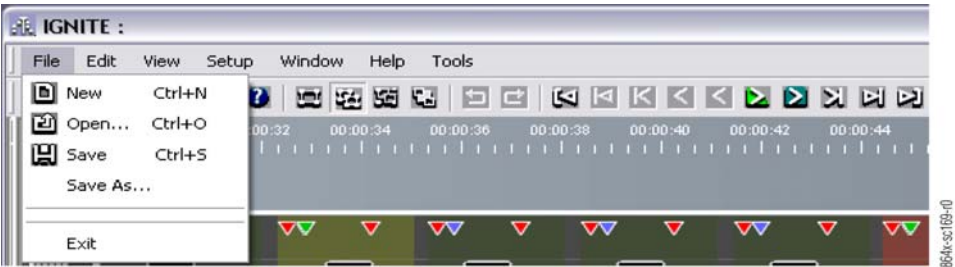 IGNITE :
File Edit View Setup Window Help Tools
New Ctrl+N
Open... Ctrl+O
Save Ctrl+S
Save As...
Exit
00:00:32 00:00:34 00:00:36 00:00:38 00:00:40 00:00:42 00:00:44
864x-sc169-r0